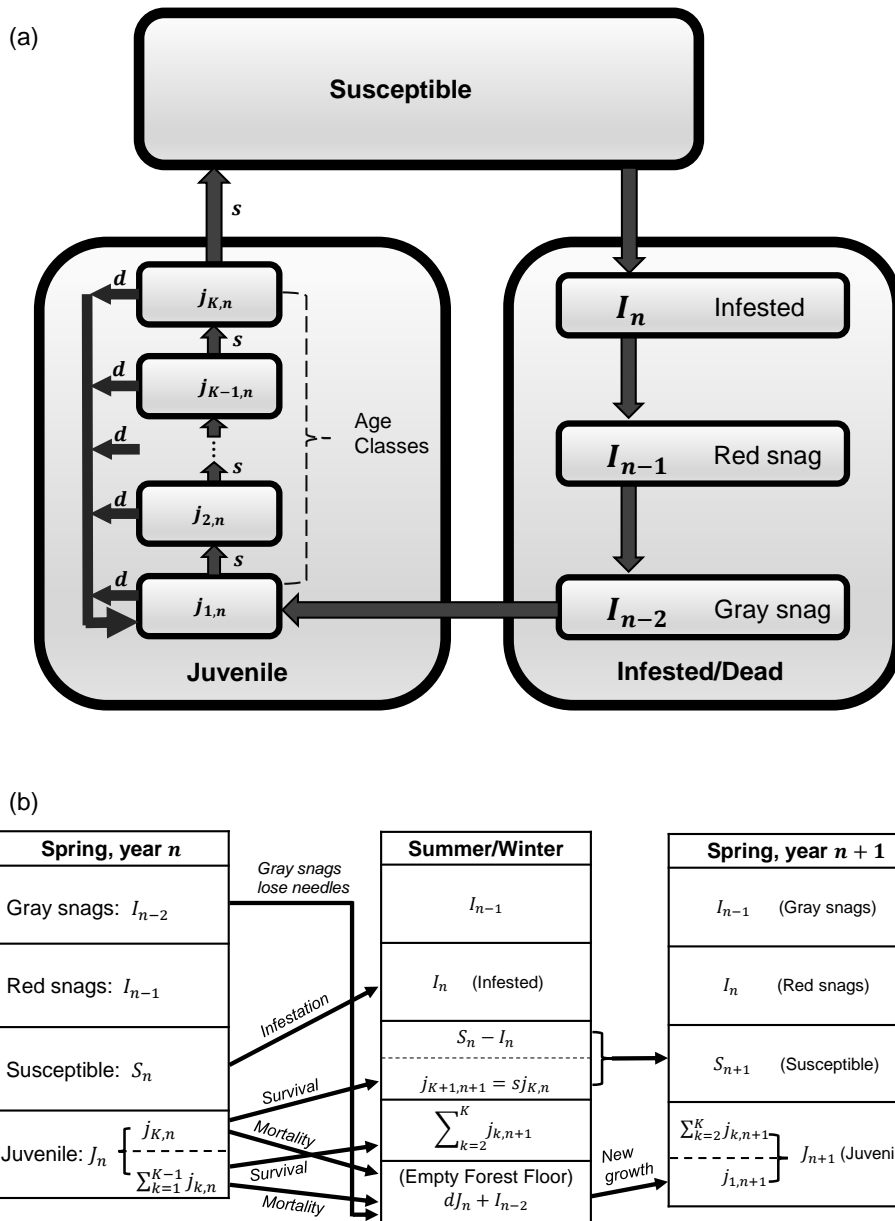 (a)
Susceptible
s
d
j_{K,n}
s
d
j_{K−1,n}
d
⋮
s
d
j_{2,n}
s
d
j_{1,n}
Age
Classes
Juvenile
I_n Infested
I_{n−1} Red snag
I_{n−2} Gray snag
Infested/Dead
(b)
Spring, year n
Gray snags: I_{n−2}
Red snags: I_{n−1}
Susceptible: S_n
Juvenile: J_n
j_{K,n}
∑_{k=1}^{K−1} j_{k,n}
Gray snags
lose needles
Infestation
Survival
Mortality
Survival
Mortality
Summer/Winter
I_{n−1}
I_n (Infested)
S_n − I_n
j_{K+1,n+1} = sj_{K,n}
∑_{k=2}^{K} j_{k,n+1}
(Empty Forest Floor)
dJ_n + I_{n−2}
New
growth
Spring, year n + 1
I_{n−1} (Gray snags)
I_n (Red snags)
S_{n+1} (Susceptible)
∑_{k=2}^{K} j_{k,n+1}
j_{1,n+1}
J_{n+1} (Juveni